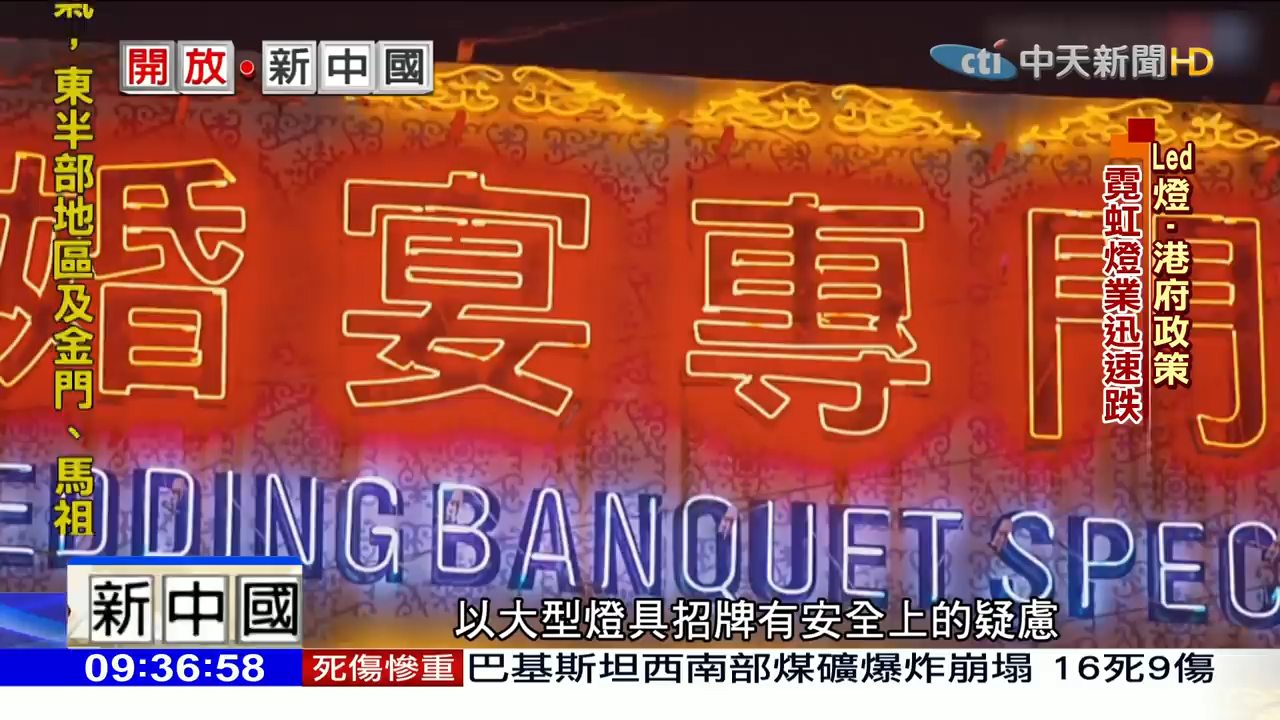 氣，東半部地區及金門、馬祖
開放·新中國
cti中天新聞HD
Led燈‧港府政策
霓虹燈業迅速跌
婚宴專門
EDDING BANQUET SPEC
新中國
以大型燈具招牌有安全上的疑慮
09:36:58
死傷慘重
巴基斯坦西南部煤礦爆炸崩塌 16死9傷